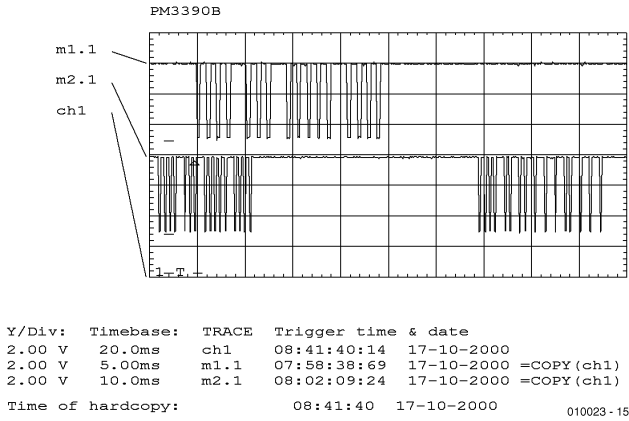 PM3390B
m1.1
m2.1
ch1
1-T
Y/Div: Timebase: TRACE Trigger time & date
2.00 V 20.0ms ch1 08:41:40:14 17-10-2000
2.00 V 5.00ms m1.1 07:58:38:69 17-10-2000 =COPY(ch1)
2.00 V 10.0ms m2.1 08:02:09:24 17-10-2000 =COPY(ch1)
Time of hardcopy: 08:41:40 17-10-2000
010023 - 15